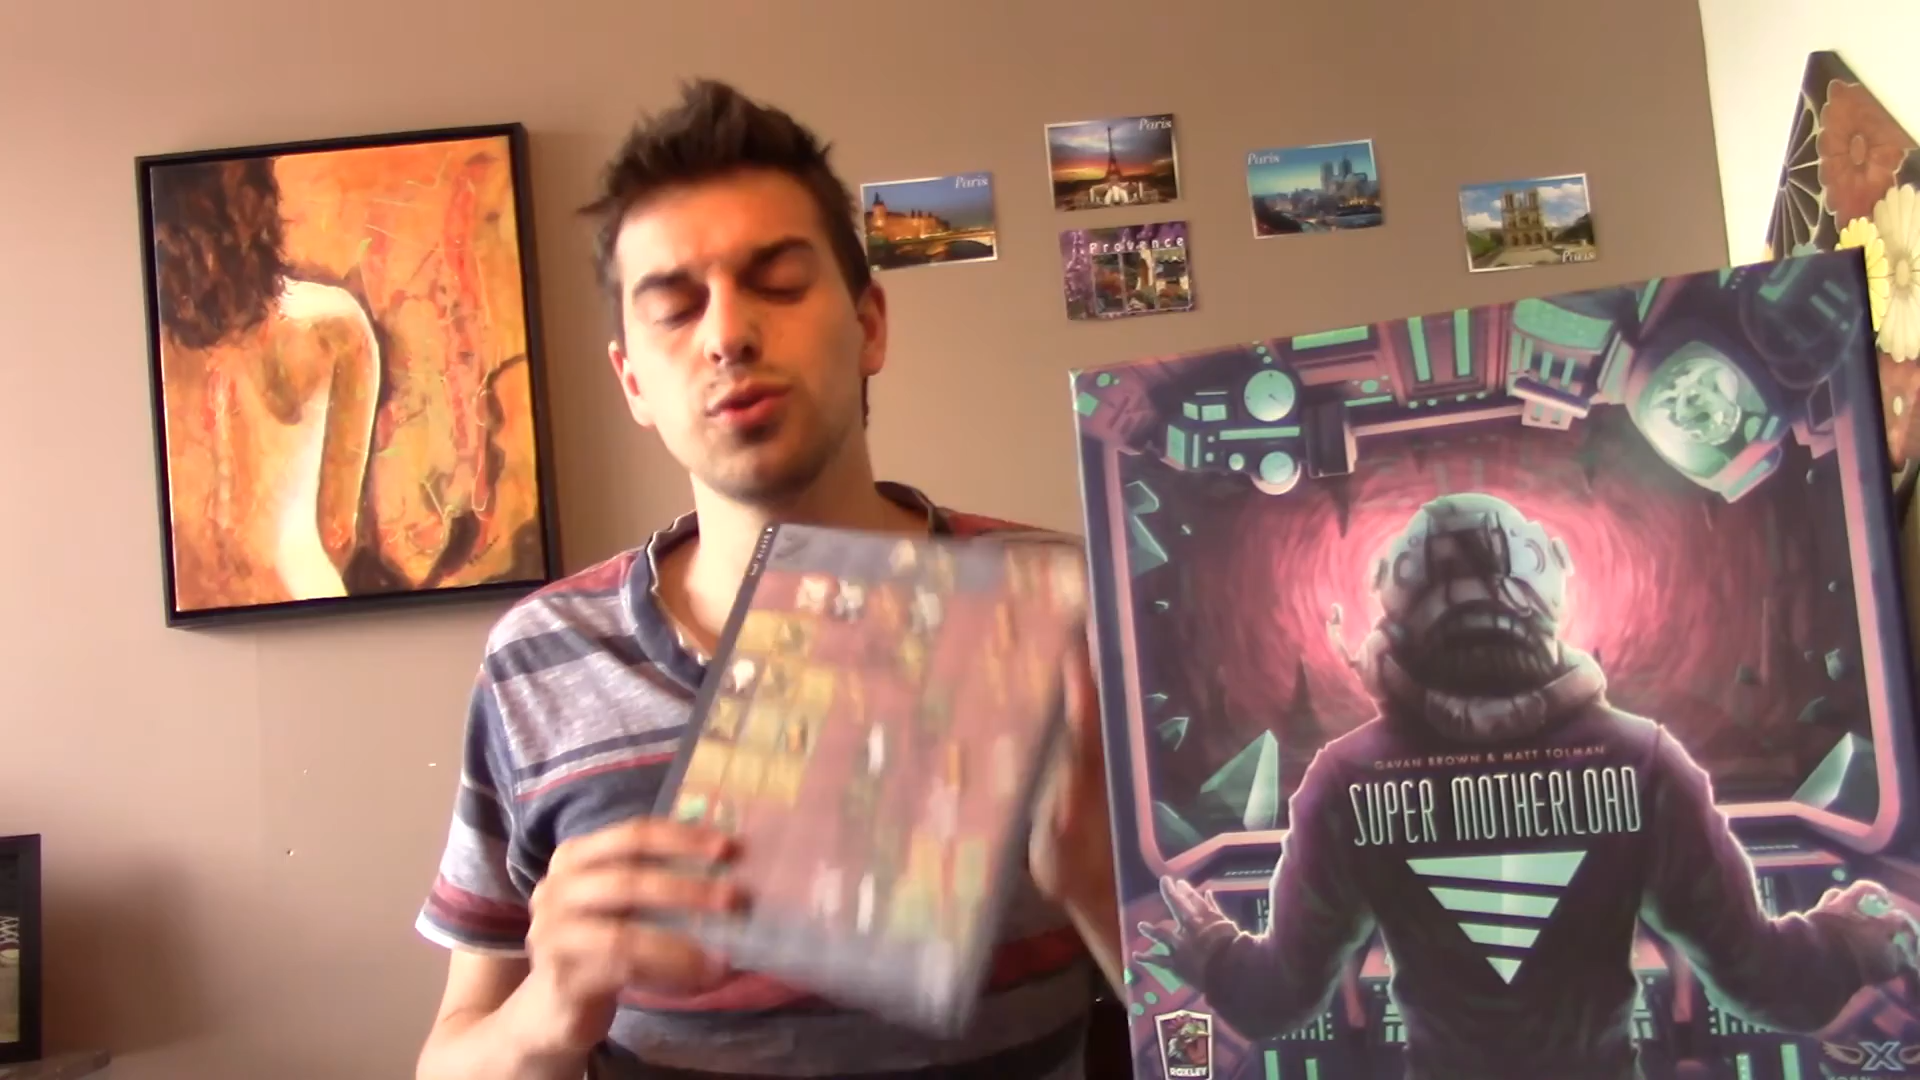 Paris
Paris
Paris
Provence
Paris
GAVAN BROWN & MATT TOLMAN
SUPER MOTHERLOAD
ROXLEY
X